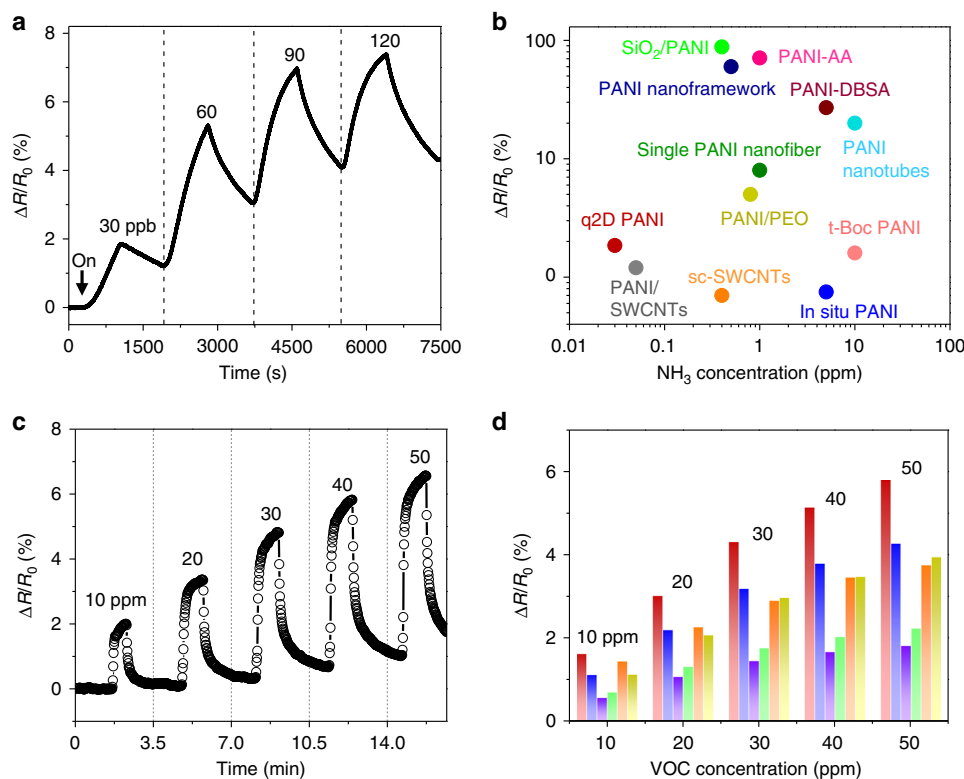 a
8
6
4
2
0
ΔR/R₀ (%)
On
30 ppb
60
90
120
0
1500
3000
4500
6000
7500
Time (s)
b
100
10
0
ΔR/R₀ (%)
SiO₂/PANI
PANI-AA
PANI nanoframework
PANI-DBSA
PANI
nanotubes
Single PANI nanofiber
PANI/PEO
q2D PANI
t-Boc PANI
PANI/
SWCNTs
sc-SWCNTs
In situ PANI
0.01
0.1
1
10
100
NH₃ concentration (ppm)
c
8
6
4
2
0
ΔR/R₀ (%)
10 ppm
20
30
40
50
0
3.5
7.0
10.5
14.0
Time (min)
d
6
4
2
0
ΔR/R₀ (%)
10 ppm
20
30
40
50
10
20
30
40
50
VOC concentration (ppm)